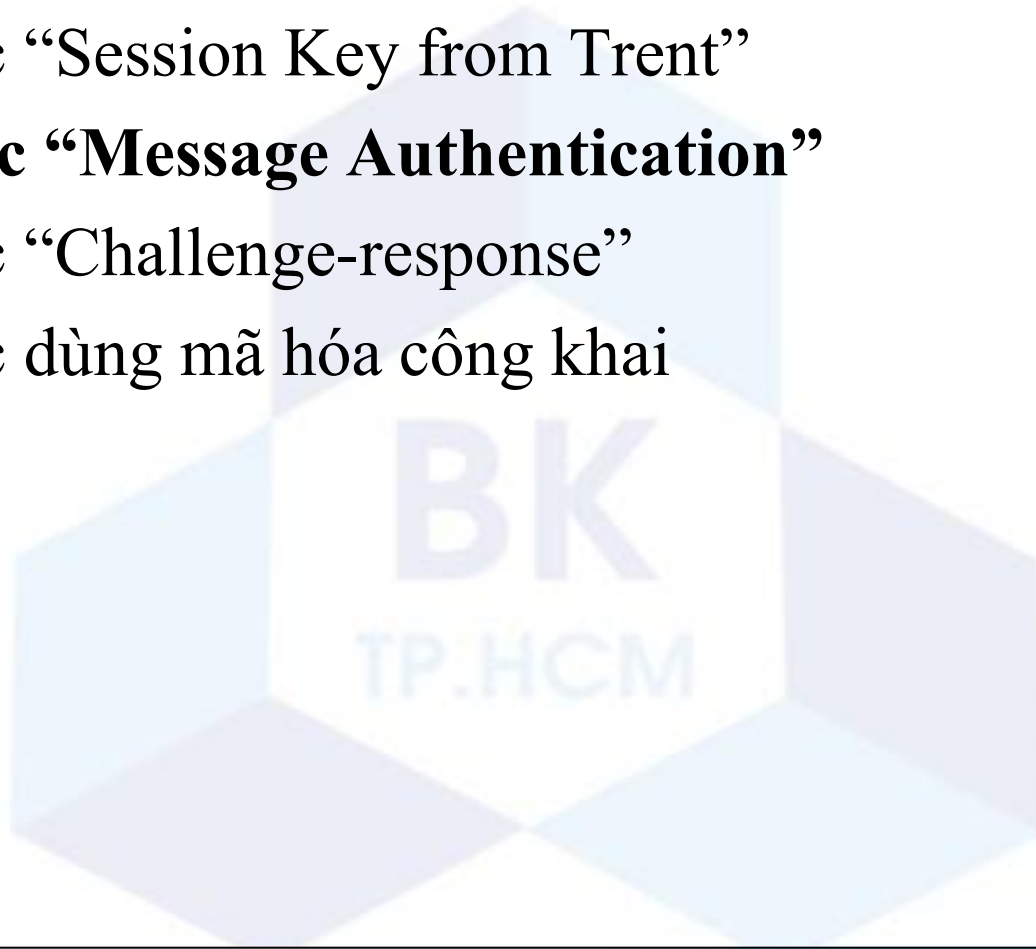 c “Session Key from Trent”
c “Message Authentication”
c “Challenge-response”
c dùng mã hóa công khai
BK
TP.HCM